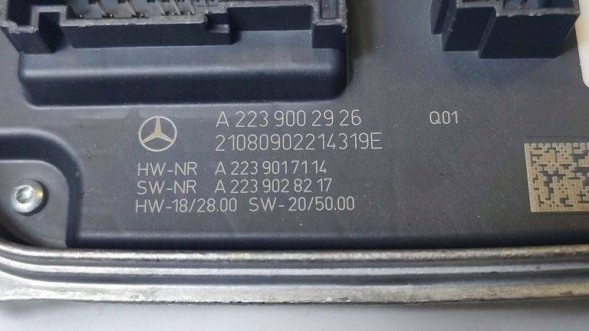 A 223 900 29 26
21080902214319E
Q01
HW-NR A 223 901 71 14
SW-NR A 223 902 82 17
HW-18/28.00 SW-20/50.00